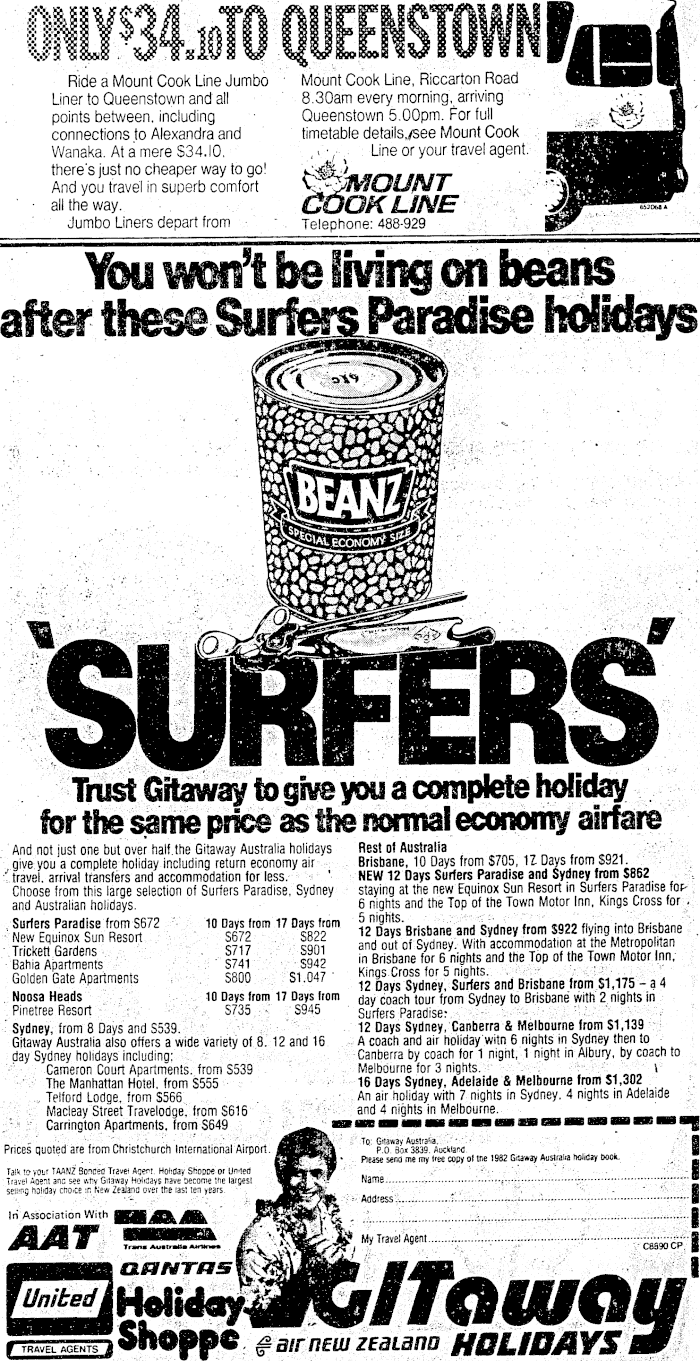 ONLY $34.10 TO QUEENSTOWN
Ride a Mount Cook Line Jumbo
Liner to Queenstown and all
points between, including
connections to Alexandra and
Wanaka. At a mere $34.10,
there's just no cheaper way to go!
And you travel in superb comfort
all the way.
Jumbo Liners depart from
Mount Cook Line, Riccarton Road
8.30am every morning, arriving
Queenstown 5.00pm. For full
timetable details, see Mount Cook
Line or your travel agent.
MOUNT
COOK LINE
Telephone: 488-929
652D68 A
You won't be living on beans
after these Surfers Paradise holidays
BEANZ
SPECIAL ECONOMY SIZE
'SURFERS'
Trust Gitaway to give you a complete holiday
for the same price as the normal economy airfare
And not just one but over half the Gitaway Australia holidays
give you a complete holiday including return economy air
travel, arrival transfers and accommodation for less.
Choose from this large selection of Surfers Paradise, Sydney
and Australian holidays.
Surfers Paradise from $672 10 Days from 17 Days from
New Equinox Sun Resort $672 $822
Trickett Gardens $717 $901
Bahia Apartments $741 $942
Golden Gate Apartments $800 $1,047
Noosa Heads 10 Days from 17 Days from
Pinetree Resort $735 $945
Sydney, from 8 Days and $539.
Gitaway Australia also offers a wide variety of 8, 12 and 16
day Sydney holidays including:
Cameron Court Apartments, from $539
The Manhattan Hotel, from $555
Telford Lodge, from $566
Macleay Street Travelodge, from $616
Carrington Apartments, from $649
Prices quoted are from Christchurch International Airport.
Talk to your TAANZ Bonded Travel Agent, Holiday Shoppe or United
Travel Agent and see why Gitaway Holidays have become the largest
selling holiday choice in New Zealand over the last ten years.
Rest of Australia
Brisbane, 10 Days from $705, 17 Days from $921.
NEW 12 Days Surfers Paradise and Sydney from $862
staying at the new Equinox Sun Resort in Surfers Paradise for
6 nights and the Top of the Town Motor Inn, Kings Cross for
5 nights.
12 Days Brisbane and Sydney from $922 flying into Brisbane
and out of Sydney. With accommodation at the Metropolitan
in Brisbane for 6 nights and the Top of the Town Motor Inn,
Kings Cross for 5 nights.
12 Days Sydney, Surfers and Brisbane from $1,175 – a 4
day coach tour from Sydney to Brisbane with 2 nights in
Surfers Paradise.
12 Days Sydney, Canberra & Melbourne from $1,139
A coach and air holiday with 6 nights in Sydney then to
Canberra by coach for 1 night, 1 night in Albury, by coach to
Melbourne for 3 nights.
16 Days Sydney, Adelaide & Melbourne from $1,302
An air holiday with 7 nights in Sydney, 4 nights in Adelaide
and 4 nights in Melbourne.
To: Gitaway Australia,
P.O. Box 3839, Auckland.
Please send me my free copy of the 1982 Gitaway Australia holiday book.
Name
Address
My Travel Agent
C8590 CP
In Association With
AAT TAA
Trans Australia Airlines
QANTAS
United
TRAVEL AGENTS
Holiday
Shoppe
air new zealand
GITaway
HOLIDAYS